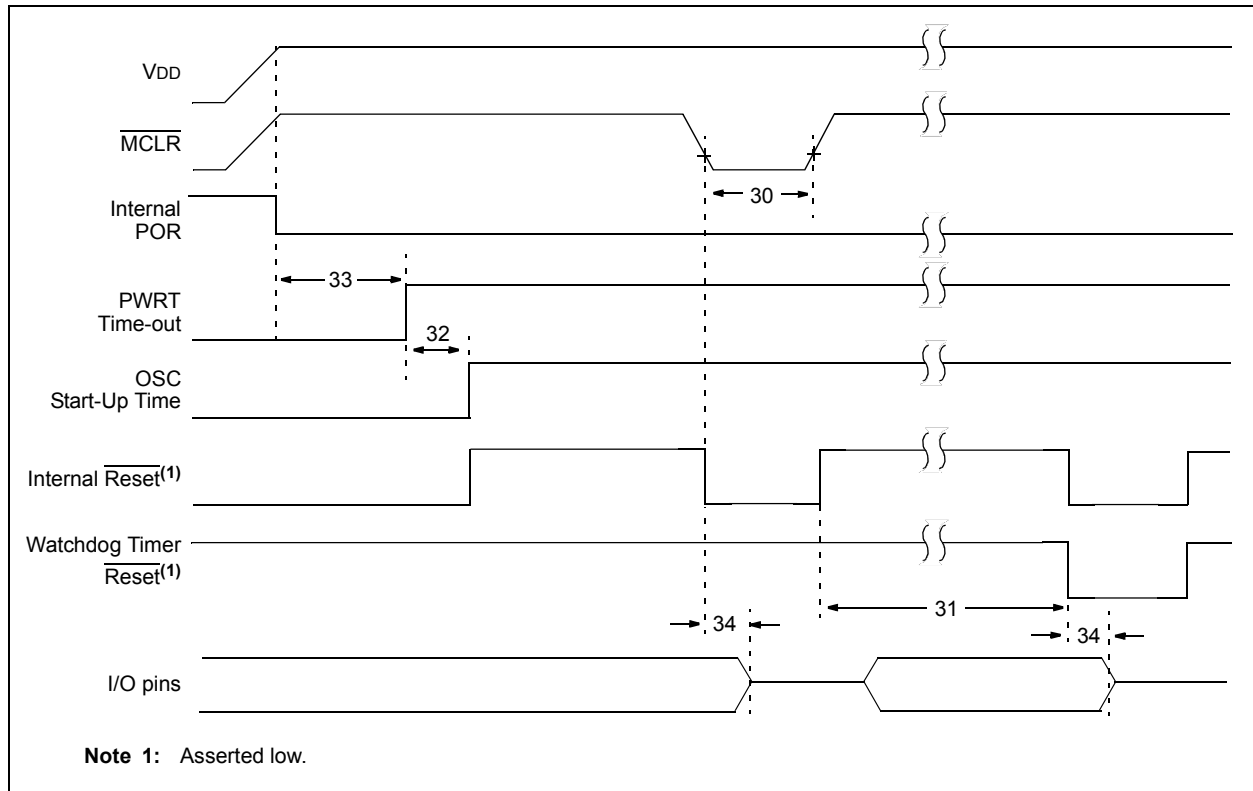 VDD
MCLR
30
Internal
POR
33
PWRT
Time-out
32
OSC
Start-Up Time
Internal Reset(1)
Watchdog Timer
Reset(1)
31
34
34
I/O pins
Note 1: Asserted low.